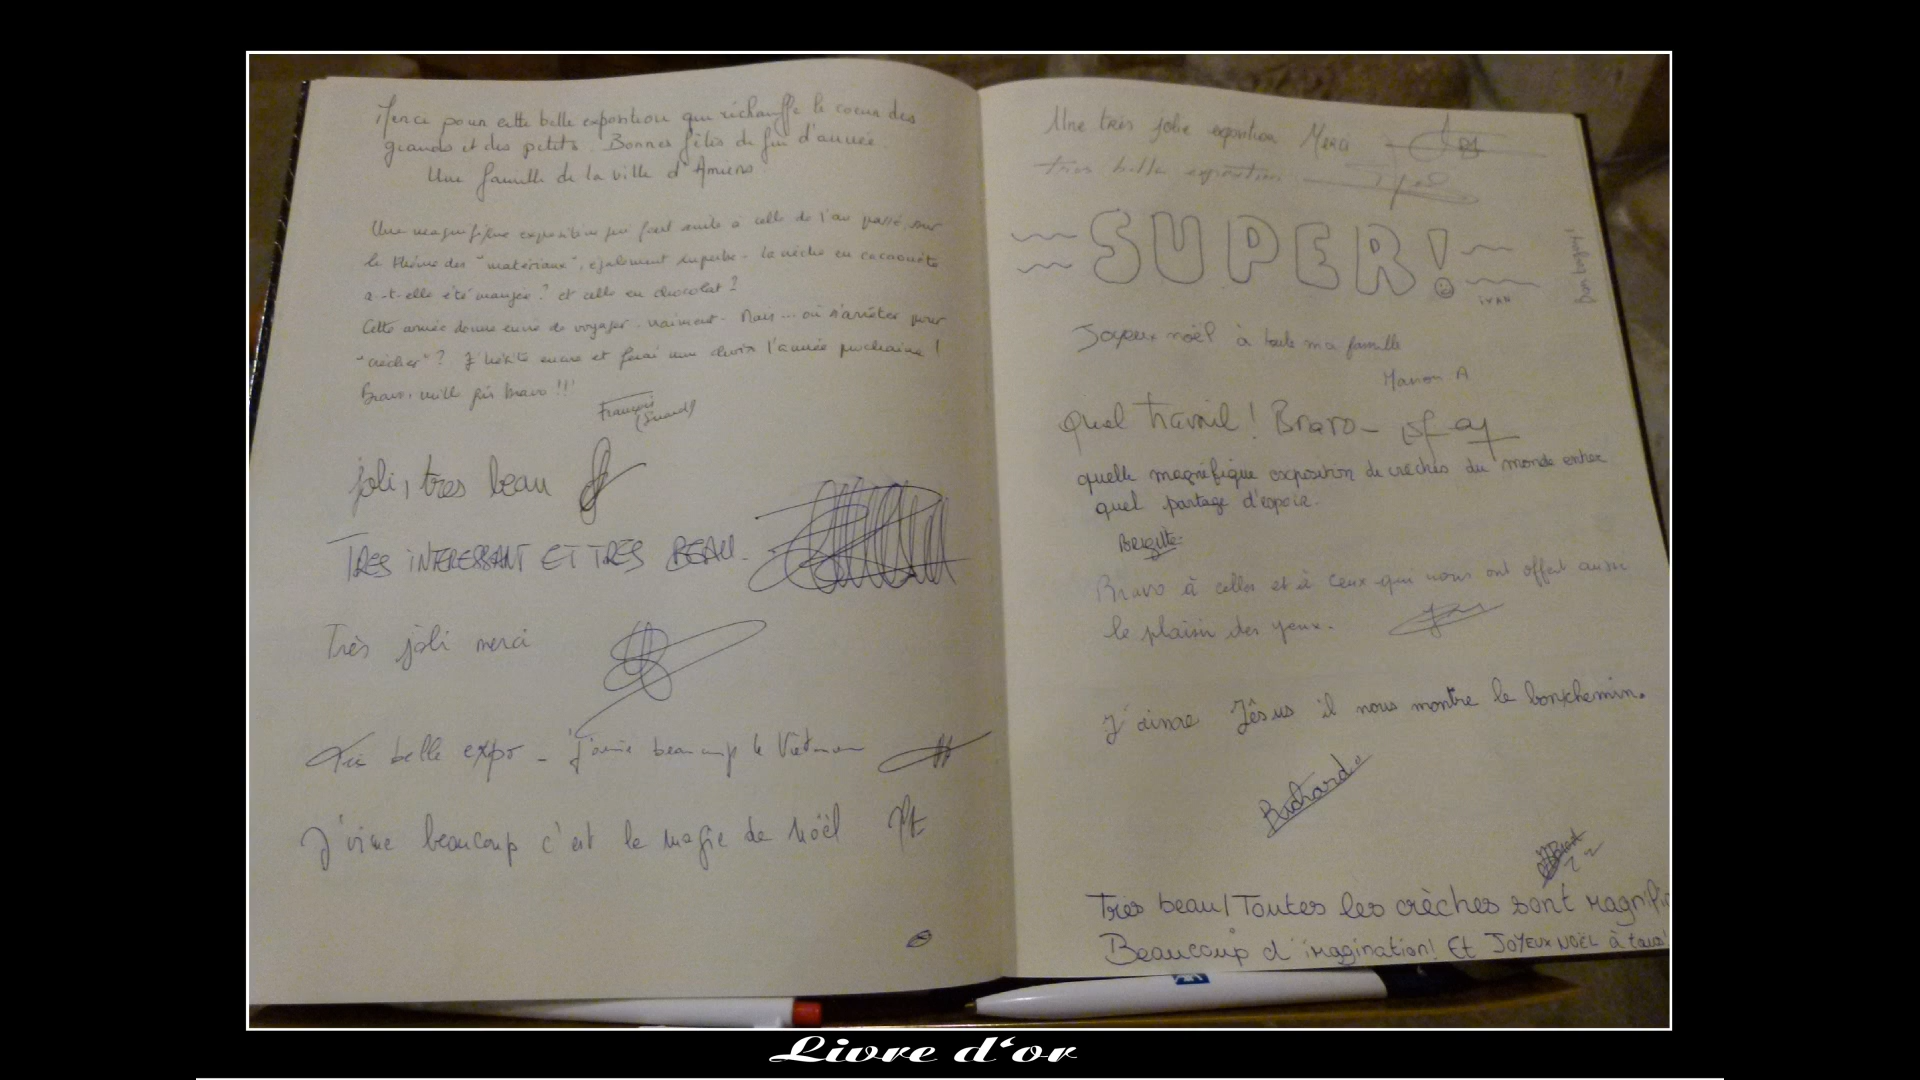 Merci pour cette belle exposition qui réchauffe le coeur des
grands et des petits. Bonnes fêtes de fin d'année.
Une famille de la ville d'Amiens
Une magnifique exposition qui fait suite à celle de l'an passé, sur
le thème des "matériaux", également superbe - la crèche en cacahuète
a-t-elle été mangée ? et celle en chocolat ?
Cette année donne envie de voyager. vraiment. Mais... où s'arrêter pour
"crécher" ? J'hésite encore et ferai mon choix l'année prochaine !
Bravo, mille fois bravo !!!
François
joli, tres beau
TRES INTERESSANT ET TRES BEAU -
Très joli merci
Très belle expo - j'aime beaucoup le Vietnam
J'aime beaucoup c'est la magie de Noël
Une très jolie exposition Merci
très belle exposition
SUPER!
IVAN
Joyeux noël à toute ma famille
Manon A
Quel travail ! Bravo -
quelle magnifique exposition de crèches du monde entier
quel partage d'espoir.
Brigitte
Bravo à celles et à ceux qui nous ont offert aussi
le plaisir des yeux.
J'aime Jésus il nous montre le bon chemin.
Richard
Tres beau! Toutes les crèches sont magnifi
Beaucoup d'imagination! Et JOYEUX NOËL à tous!
Livre d'or